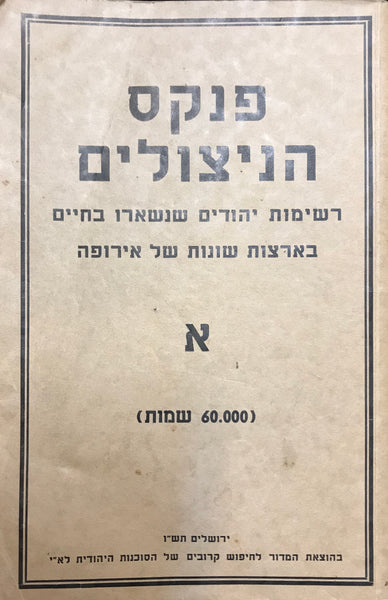 פנקס
הניצולים
רשימות יהודים שנשארו בחיים
בארצות שונות של אירופה
א
(60.000 שמות)
ירושלים תש״ו
בהוצאת המדור לחיפוש קרובים של הסוכנות היהודית לא״י